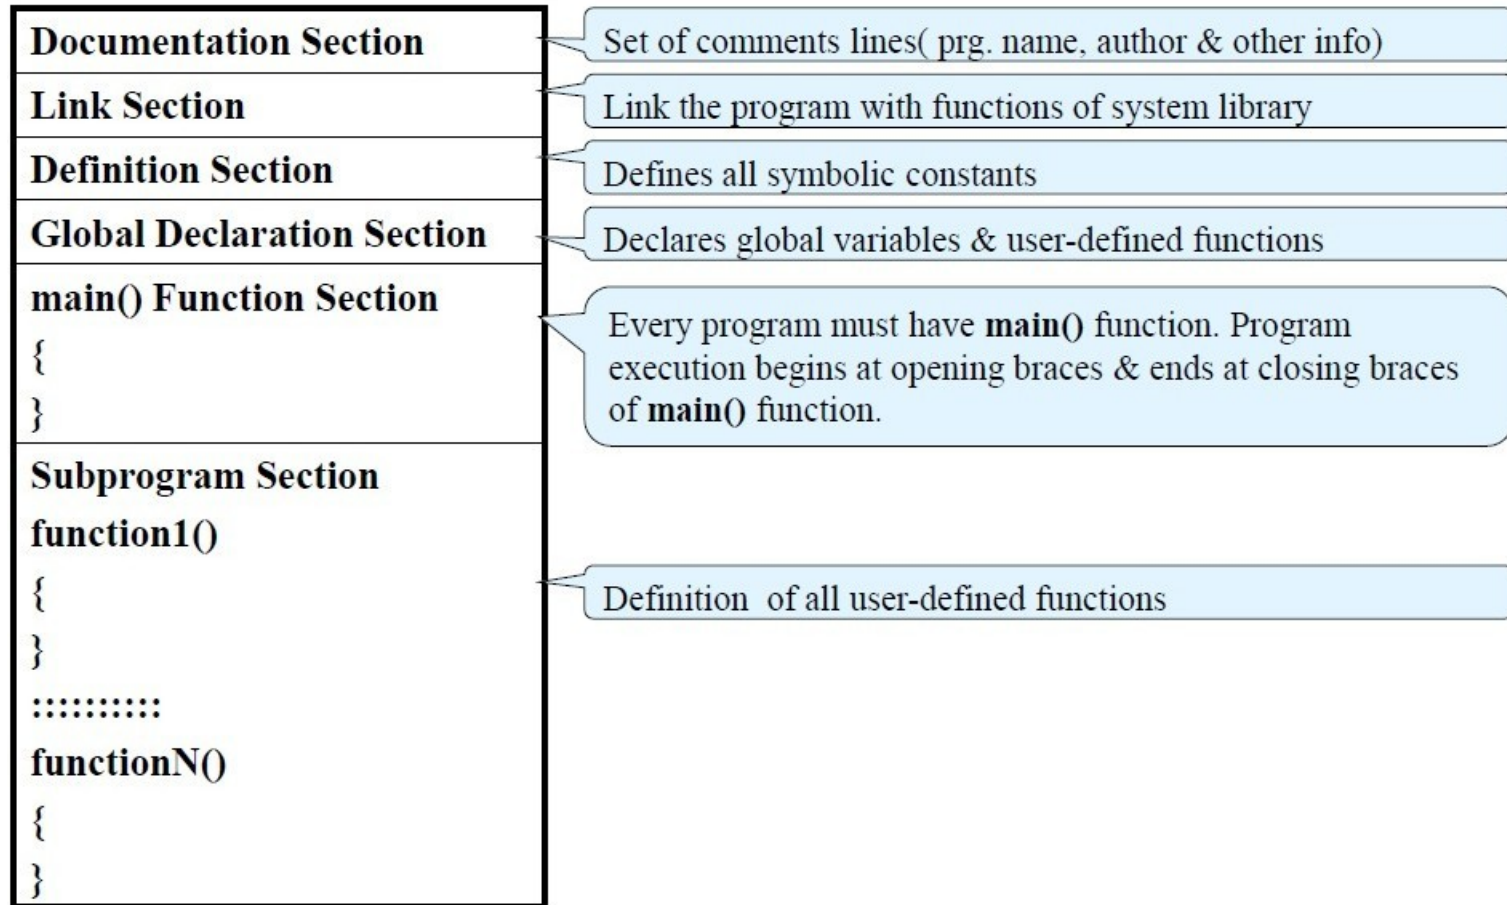 Documentation Section
Set of comments lines( prg. name, author & other info)
Link Section
Link the program with functions of system library
Definition Section
Defines all symbolic constants
Global Declaration Section
Declares global variables & user-defined functions
main() Function Section
{
}
Every program must have main() function. Program
execution begins at opening braces & ends at closing braces
of main() function.
Subprogram Section
function1()
{
}
::::::::::
functionN()
{
}
Definition of all user-defined functions